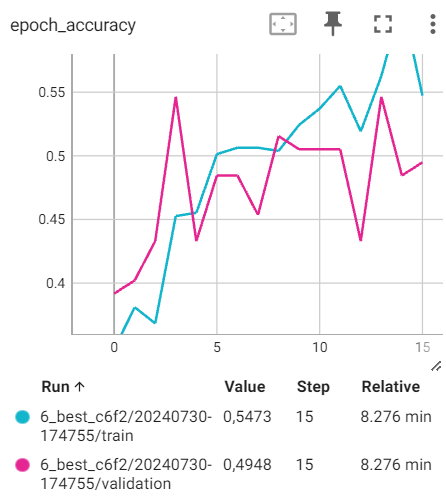 epoch_accuracy
0.55
0.5
0.45
0.4
0 5 10 15
Run ↑ Value Step Relative
6_best_c6f2/20240730- 0,5473 15 8.276 min
174755/train
6_best_c6f2/20240730- 0,4948 15 8.276 min
174755/validation